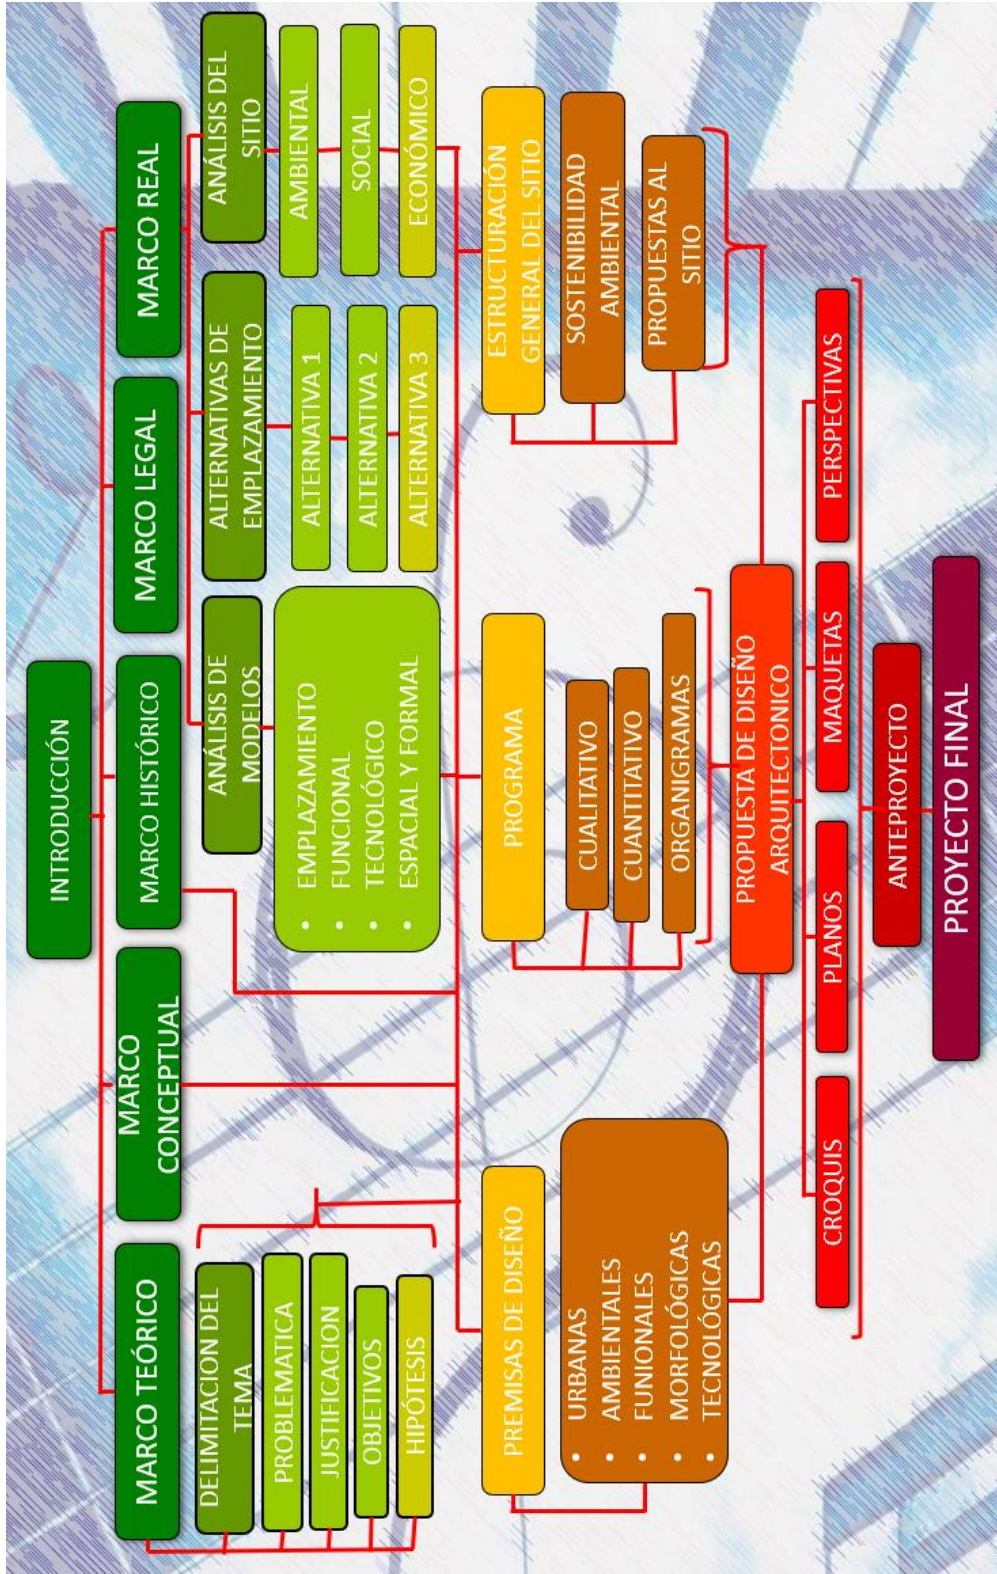 INTRODUCCIÓN
MARCO TEÓRICO
MARCO
CONCEPTUAL
MARCO HISTÓRICO
MARCO LEGAL
MARCO REAL
DELIMITACION DEL
TEMA
PROBLEMATICA
JUSTIFICACION
OBJETIVOS
HIPÓTESIS
ANÁLISIS DE
MODELOS
• EMPLAZAMIENTO
• FUNCIONAL
• TECNOLÓGICO
• ESPACIAL Y FORMAL
ALTERNATIVAS DE
EMPLAZAMIENTO
ALTERNATIVA 1
ALTERNATIVA 2
ALTERNATIVA 3
ANÁLISIS DEL
SITIO
AMBIENTAL
SOCIAL
ECONÓMICO
PREMISAS DE DISEÑO
• URBANAS
• AMBIENTALES
• FUNIONALES
• MORFOLÓGICAS
• TECNOLÓGICAS
PROGRAMA
CUALITATIVO
CUANTITATIVO
ORGANIGRAMAS
ESTRUCTURACIÓN
GENERAL DEL SITIO
SOSTENIBILIDAD
AMBIENTAL
PROPUESTAS AL
SITIO
PROPUESTA DE DISEÑO
ARQUITECTONICO
CROQUIS
PLANOS
MAQUETAS
PERSPECTIVAS
ANTEPROYECTO
PROYECTO FINAL